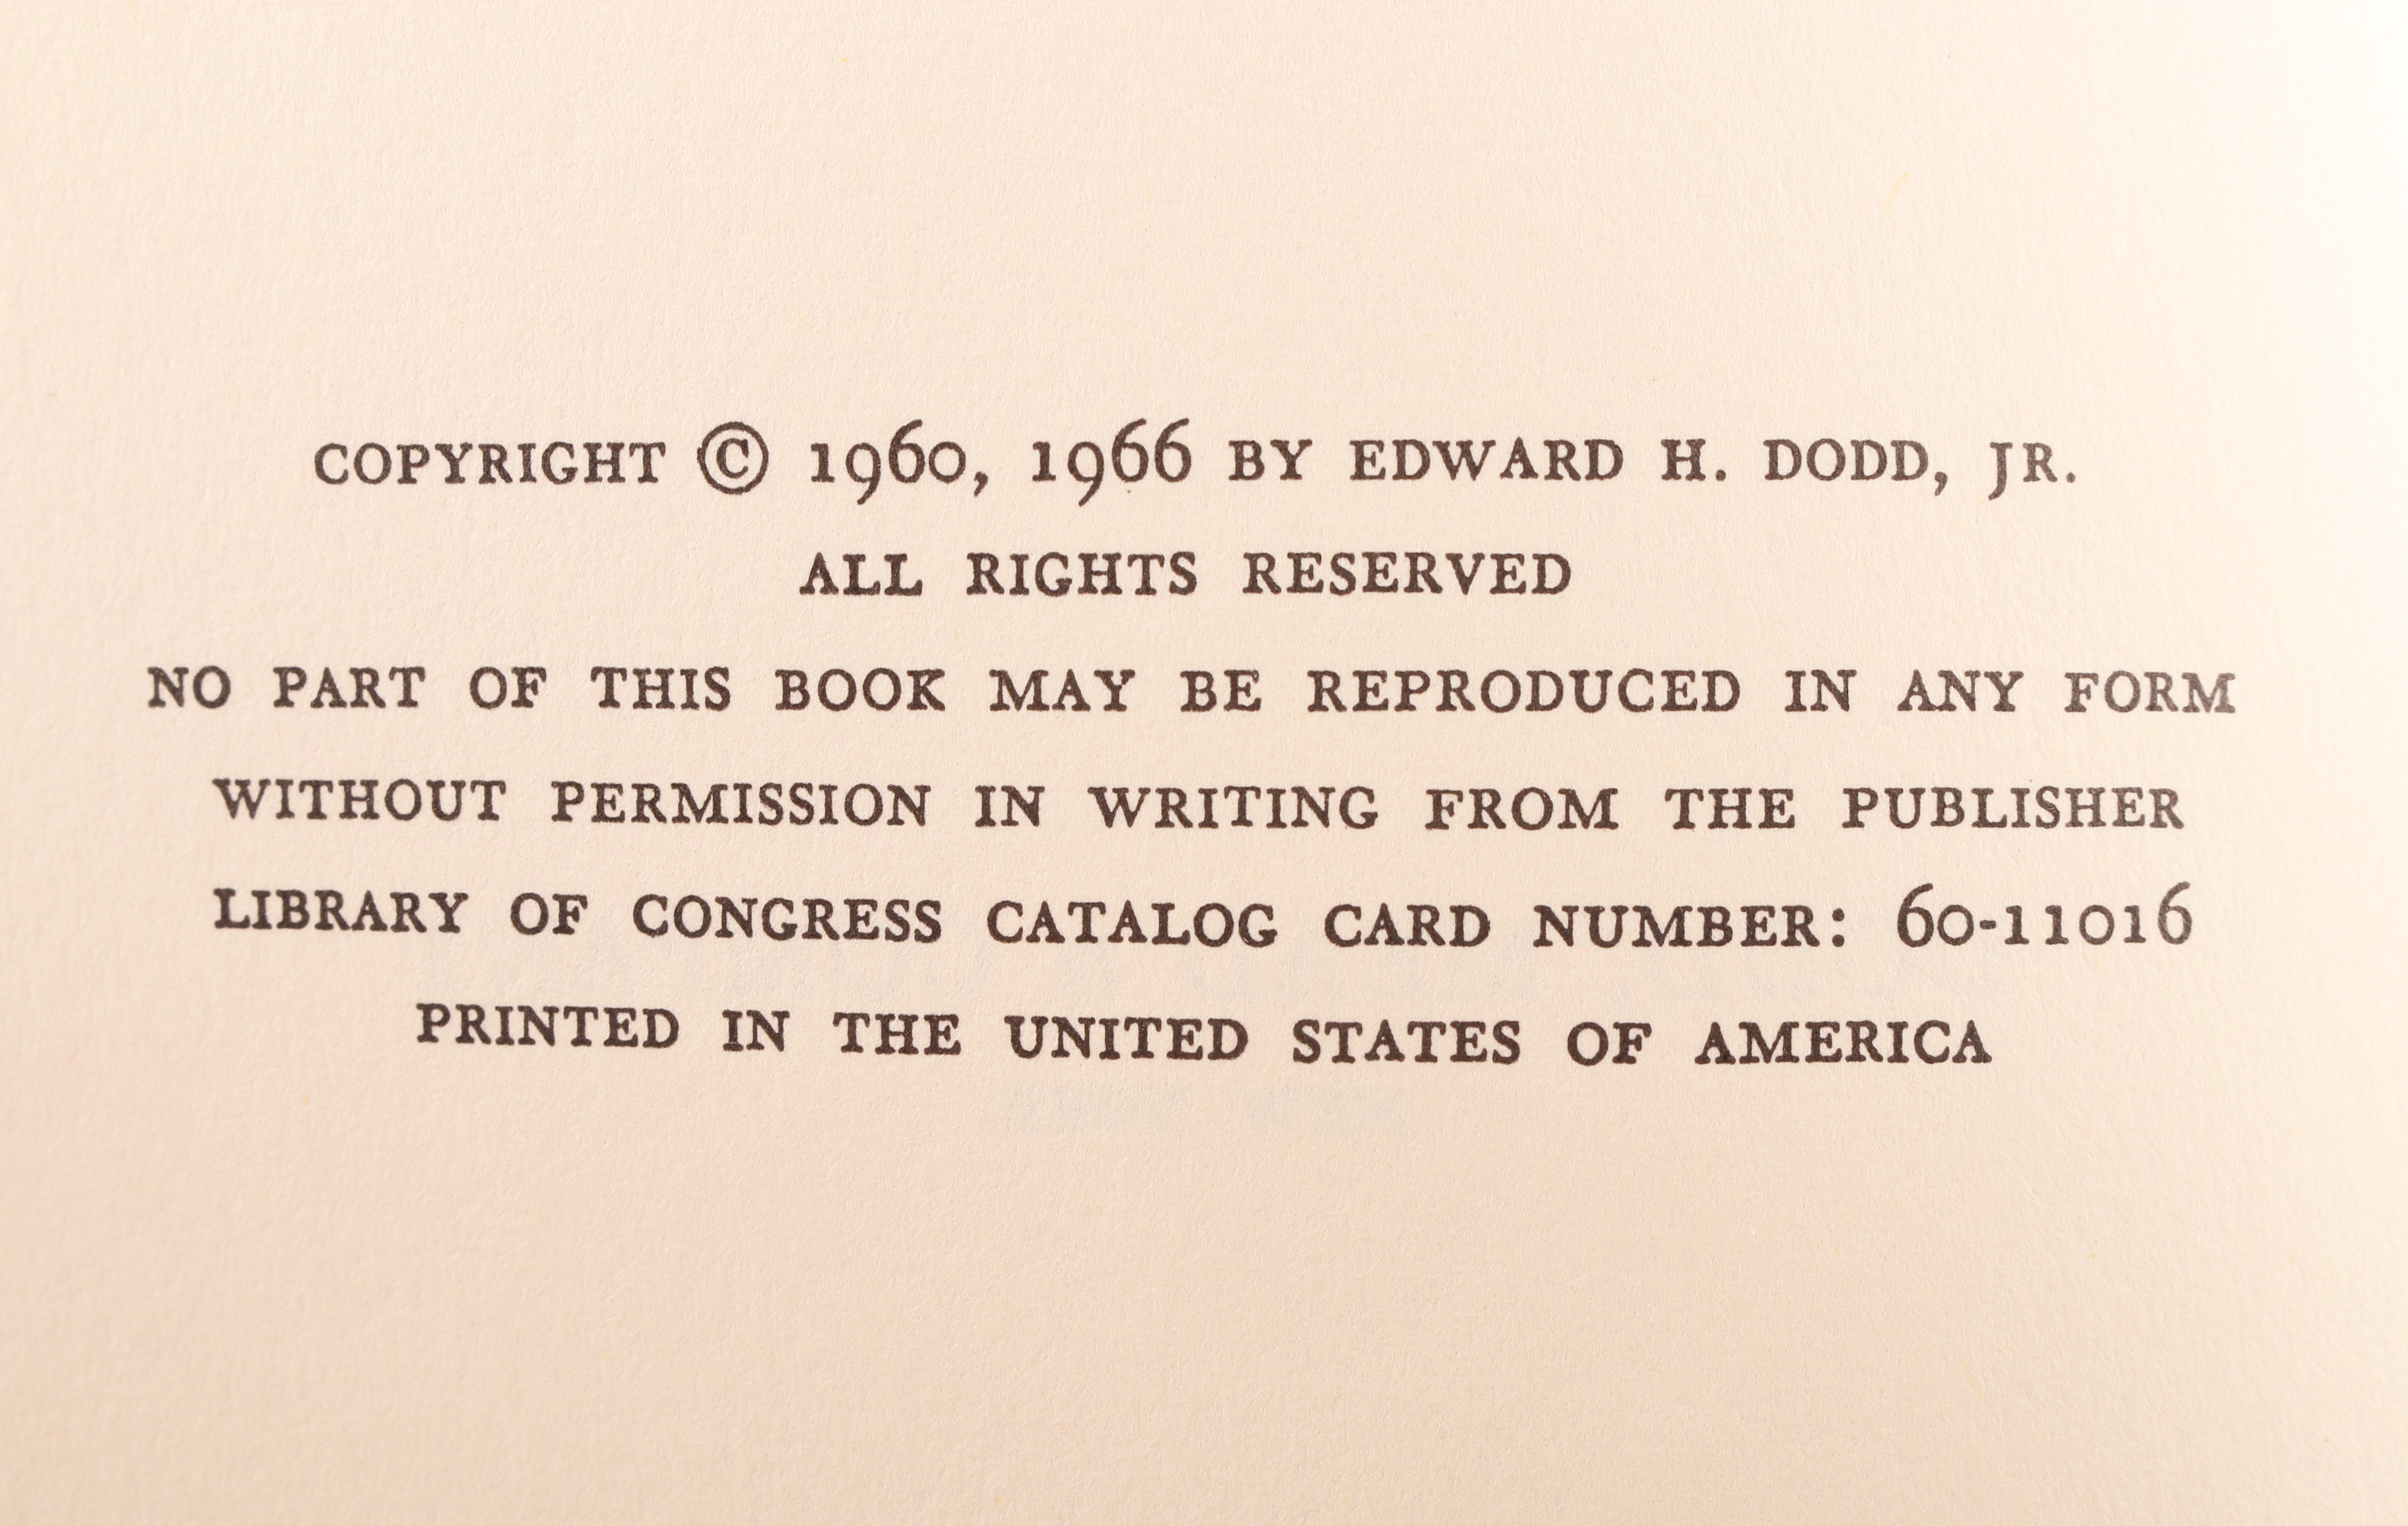 COPYRIGHT © 1960, 1966 BY EDWARD H. DODD, JR.
ALL RIGHTS RESERVED
NO PART OF THIS BOOK MAY BE REPRODUCED IN ANY FORM
WITHOUT PERMISSION IN WRITING FROM THE PUBLISHER
LIBRARY OF CONGRESS CATALOG CARD NUMBER: 60-11016
PRINTED IN THE UNITED STATES OF AMERICA